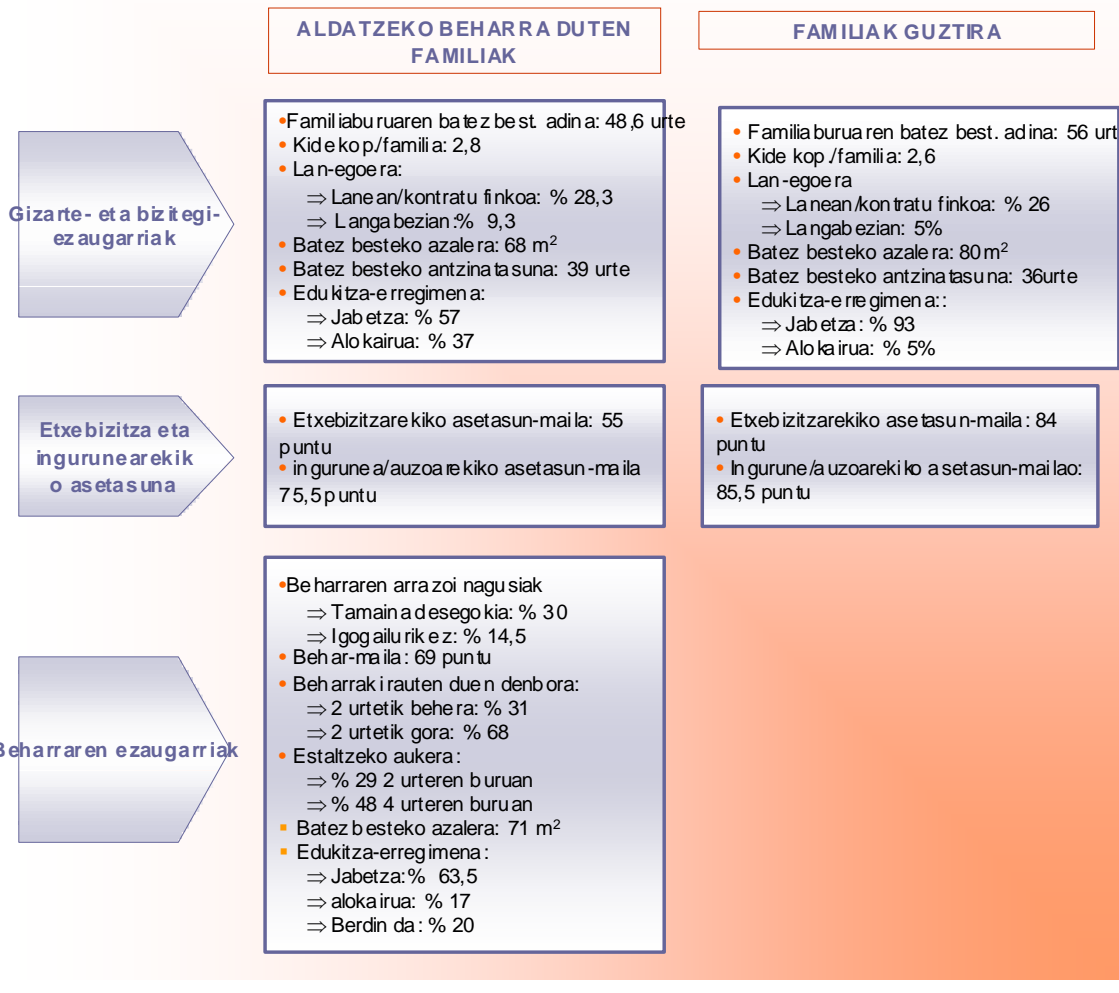 ALDATZEKO BEHARRA DUTEN
FAMILIAK
FAMILIAK GUZTIRA
Gizarte- eta bizitegi-
ezaugarriak
•Familiaburuaren batez best. adina: 48,6 urte
• Kide kop./familia: 2,8
• Lan-egoera:
⇒ Lanean/kontratu finkoa: % 28,3
⇒ Langabezian:% 9,3
• Batez besteko azalera: 68 m²
• Batez besteko antzinatasuna: 39 urte
• Edukitza-erregimena:
⇒ Jabetza: % 57
⇒ Alokairua: % 37
• Familiaburuaren batez best. adina: 56 urt
• Kide kop./familia: 2,6
• Lan-egoera
⇒ Lanean/kontratu finkoa: % 26
⇒ Langabezian: 5%
• Batez besteko azalera: 80 m²
• Batez besteko antzinatasuna: 36urte
• Edukitza-erregimena::
⇒ Jabetza: % 93
⇒ Alokairua: % 5%
Etxebizitza eta
ingurunearekik
o asetasuna
• Etxebizitzarekiko asetasun-maila: 55
puntu
• ingurunea/auzoarekiko asetasun-maila
75,5 puntu
• Etxebizitzarekiko asetasun-maila: 84
puntu
• Ingurune/auzoarekiko asetasun-mailao:
85,5 puntu
Beharraren ezaugarriak
•Beharraren arrazoi nagusiak
⇒ Tamaina desegokia: % 30
⇒ Igogailurik ez: % 14,5
• Behar-maila: 69 puntu
• Beharrak irauten duen denbora:
⇒ 2 urtetik behera: % 31
⇒ 2 urtetik gora: % 68
• Estaltzeko aukera:
⇒ % 29 2 urteren buruan
⇒ % 48 4 urteren buruan
▪ Batez besteko azalera: 71 m²
▪ Edukitza-erregimena:
⇒ Jabetza: % 63,5
⇒ alokairua: % 17
⇒ Berdin da: % 20